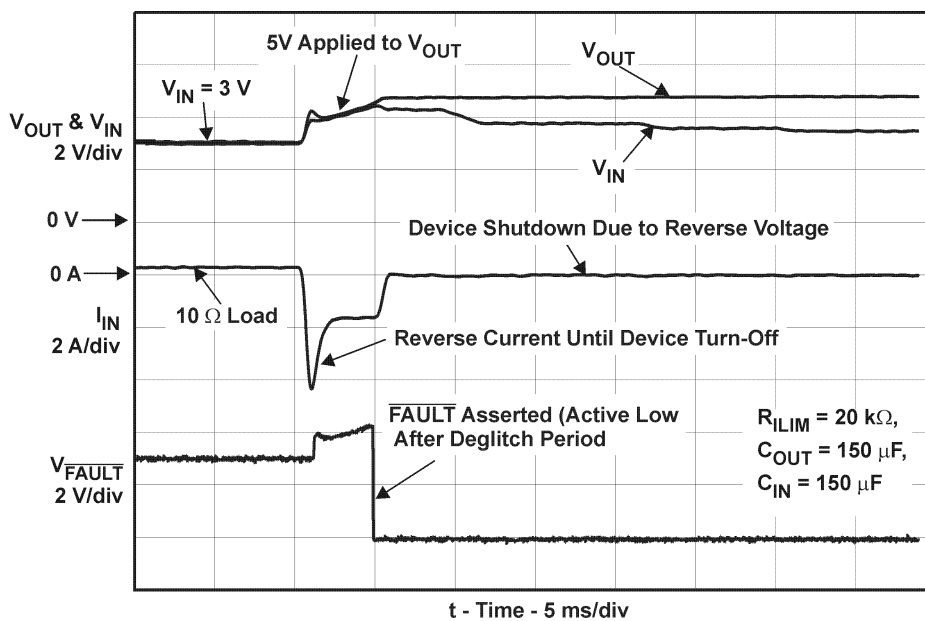 5V Applied to VOUT
VOUT
VIN = 3 V
VOUT & VIN
2 V/div
VIN
0 V
Device Shutdown Due to Reverse Voltage
0 A
10 Ω Load
IIN
2 A/div
Reverse Current Until Device Turn-Off
FAULT Asserted (Active Low
After Deglitch Period
RILIM = 20 kΩ,
COUT = 150 μF,
CIN = 150 μF
VFAULT
2 V/div
t - Time - 5 ms/div